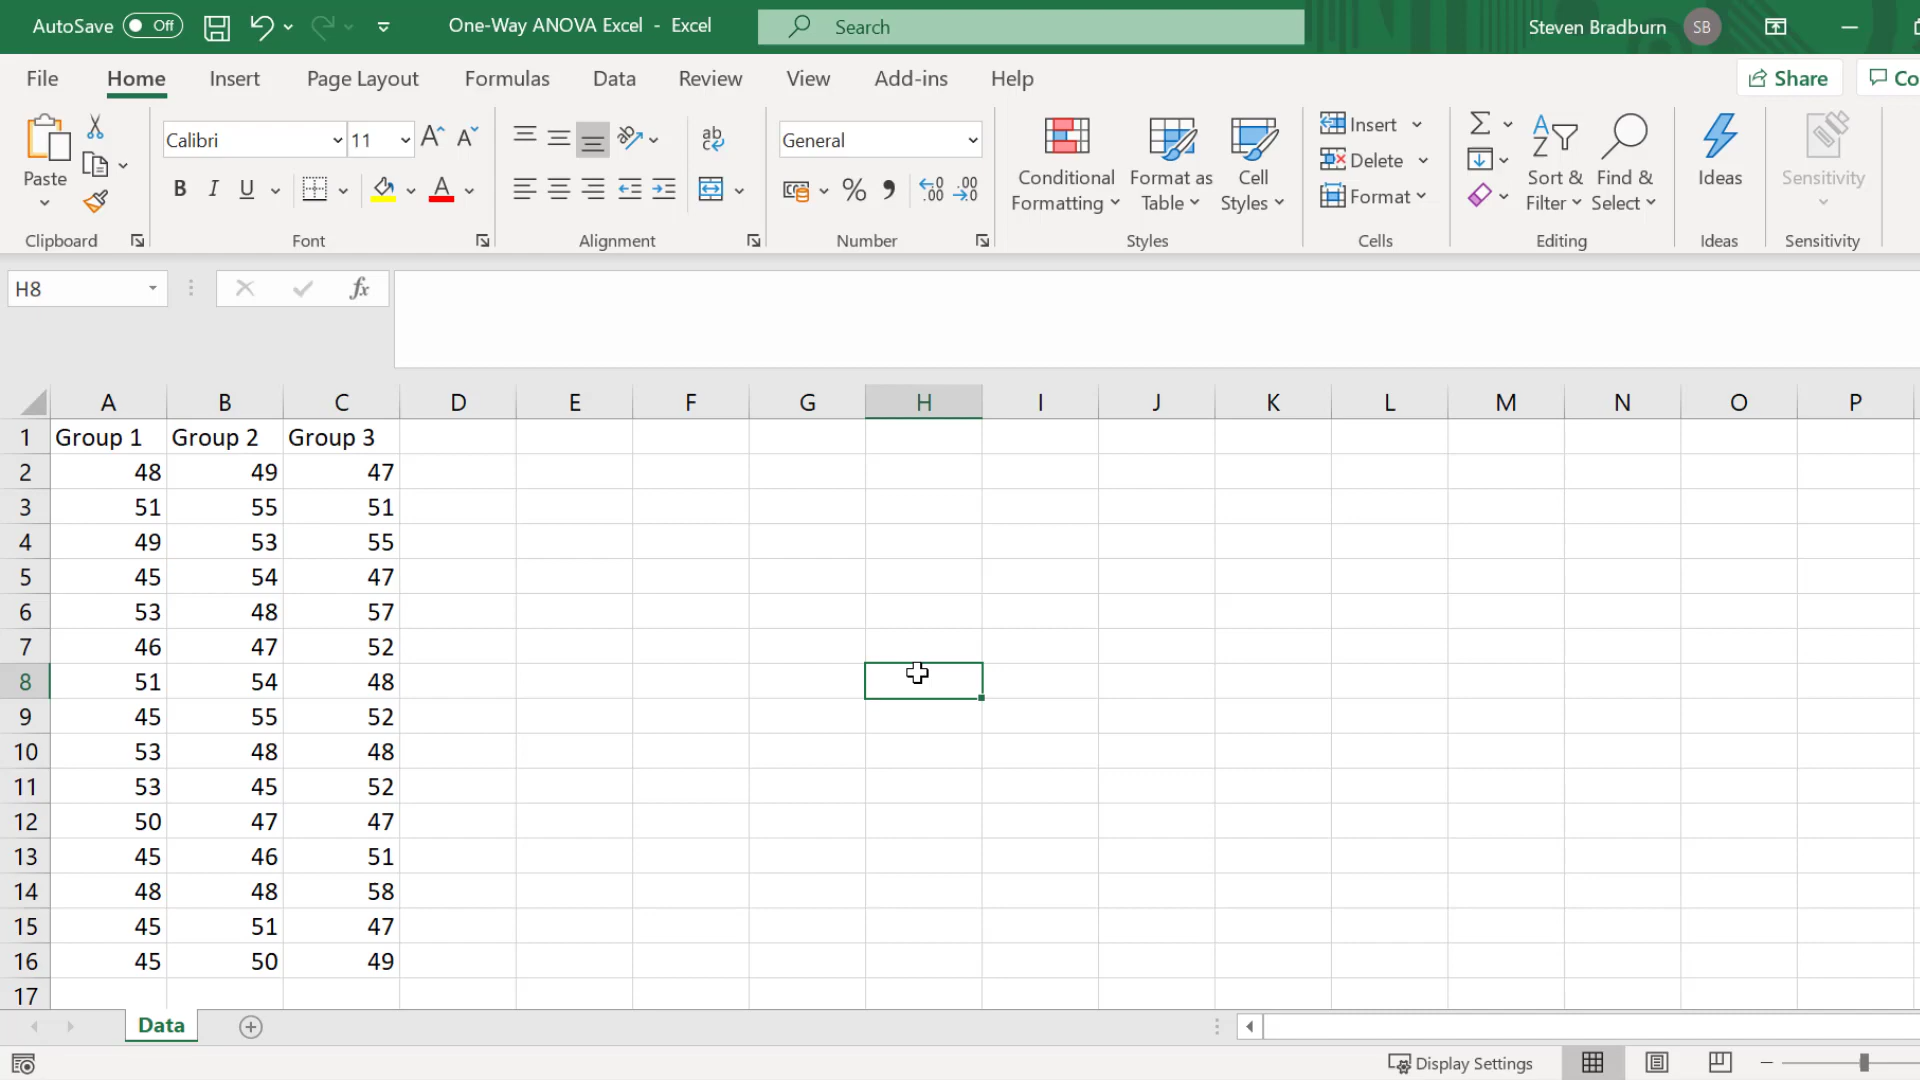 AutoSave Off One-Way ANOVA Excel - Excel Search Steven Bradburn SB
File Home Insert Page Layout Formulas Data Review View Add-ins Help Share Co
Paste Calibri 11 A A ab c General Conditional Formatting Format as Table Cell Styles Insert Delete Format Σ A Z Sort & Filter Find & Select Ideas Sensitivity
B I U A % 9 .00 .00
Clipboard Font Alignment Number Styles Cells Editing Ideas Sensitivity
H8 fx
A B C D E F G H I J K L M N O P
1 Group 1 Group 2 Group 3
2 48 49 47
3 51 55 51
4 49 53 55
5 45 54 47
6 53 48 57
7 46 47 52
8 51 54 48
9 45 55 52
10 53 48 48
11 53 45 52
12 50 47 47
13 45 46 51
14 48 48 58
15 45 51 47
16 45 50 49
17
Data
Display Settings